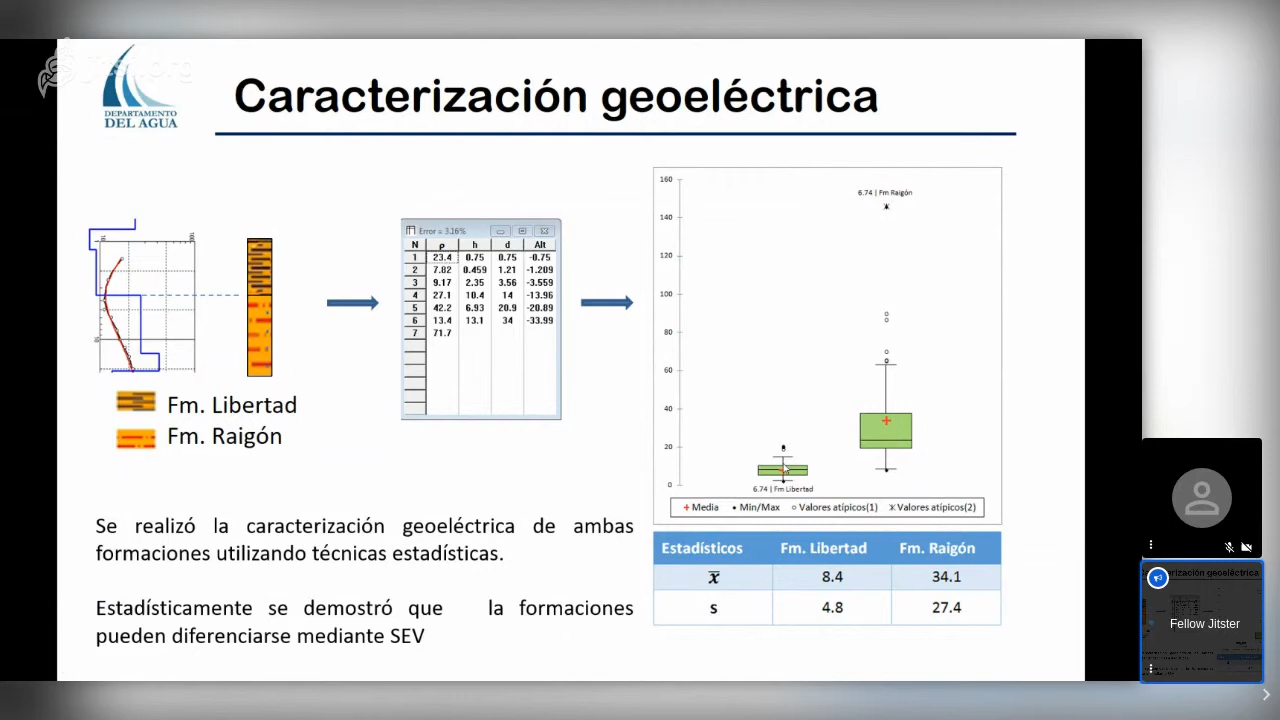 DEPARTAMENTO
DEL AGUA
Caracterización geoeléctrica
10
100
Fm. Libertad
Fm. Raigón
Error = 3.16%
N ρ h d Alt
1 23.4 0.75 0.75 -0.75
2 7.82 0.459 1.21 -1.209
3 9.17 2.35 3.56 -3.559
4 27.1 10.4 14 -13.96
5 42.2 6.93 20.9 -20.89
6 13.4 13.1 34 -33.99
7 71.7
160
140
120
100
80
60
40
20
0
6.74 | Fm Raigón
6.74 | Fm Libertad
Media Min/Max Valores atípicos(1) Valores atípicos(2)
Estadísticos Fm. Libertad Fm. Raigón
x̅ 8.4 34.1
s 4.8 27.4
Se realizó la caracterización geoeléctrica de ambas
formaciones utilizando técnicas estadísticas.
Estadísticamente se demostró que la formaciones
pueden diferenciarse mediante SEV
Fellow Jitster